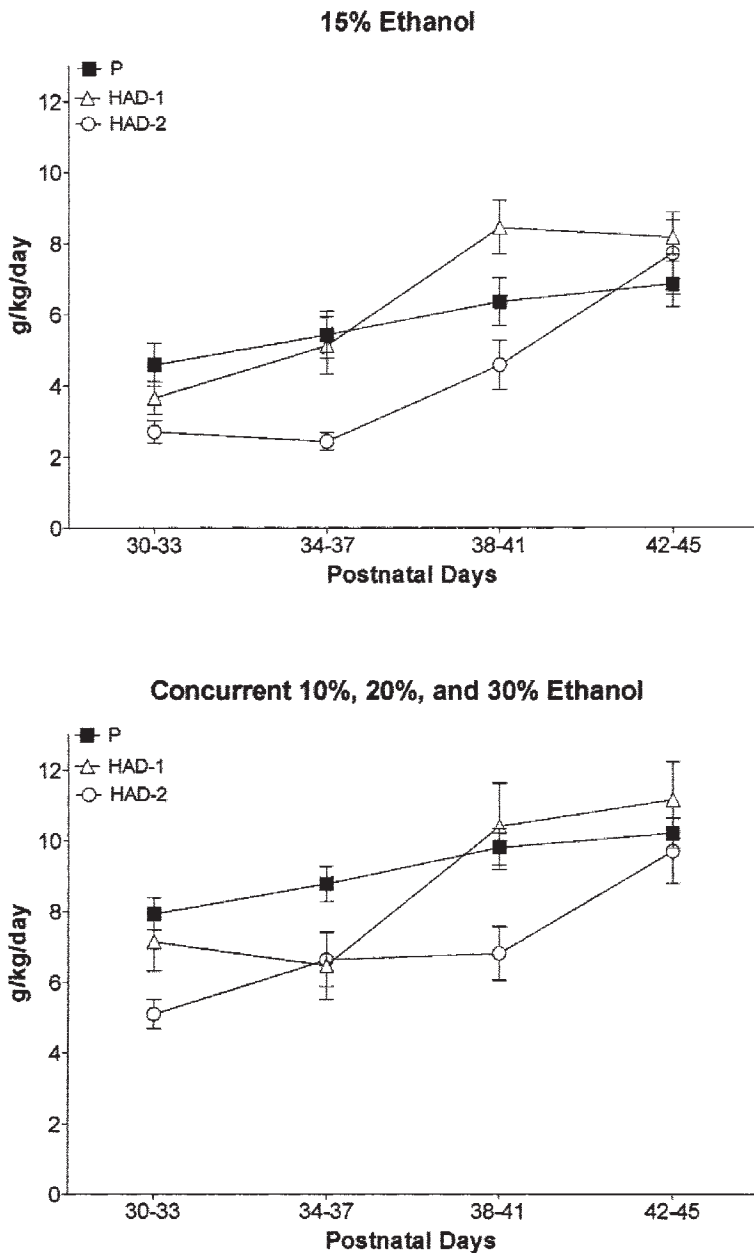 15% Ethanol
P
HAD-1
HAD-2
12
10
8
6
4
2
0
g/kg/day
30-33 34-37 38-41 42-45
Postnatal Days
Concurrent 10%, 20%, and 30% Ethanol
P
HAD-1
HAD-2
12
10
8
6
4
2
0
g/kg/day
30-33 34-37 38-41 42-45
Postnatal Days